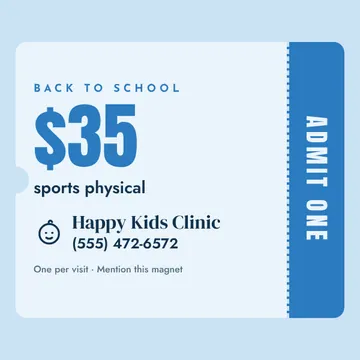 BACK TO SCHOOL
$35
sports physical
Happy Kids Clinic
(555) 472-6572
One per visit · Mention this magnet
ADMIT ONE